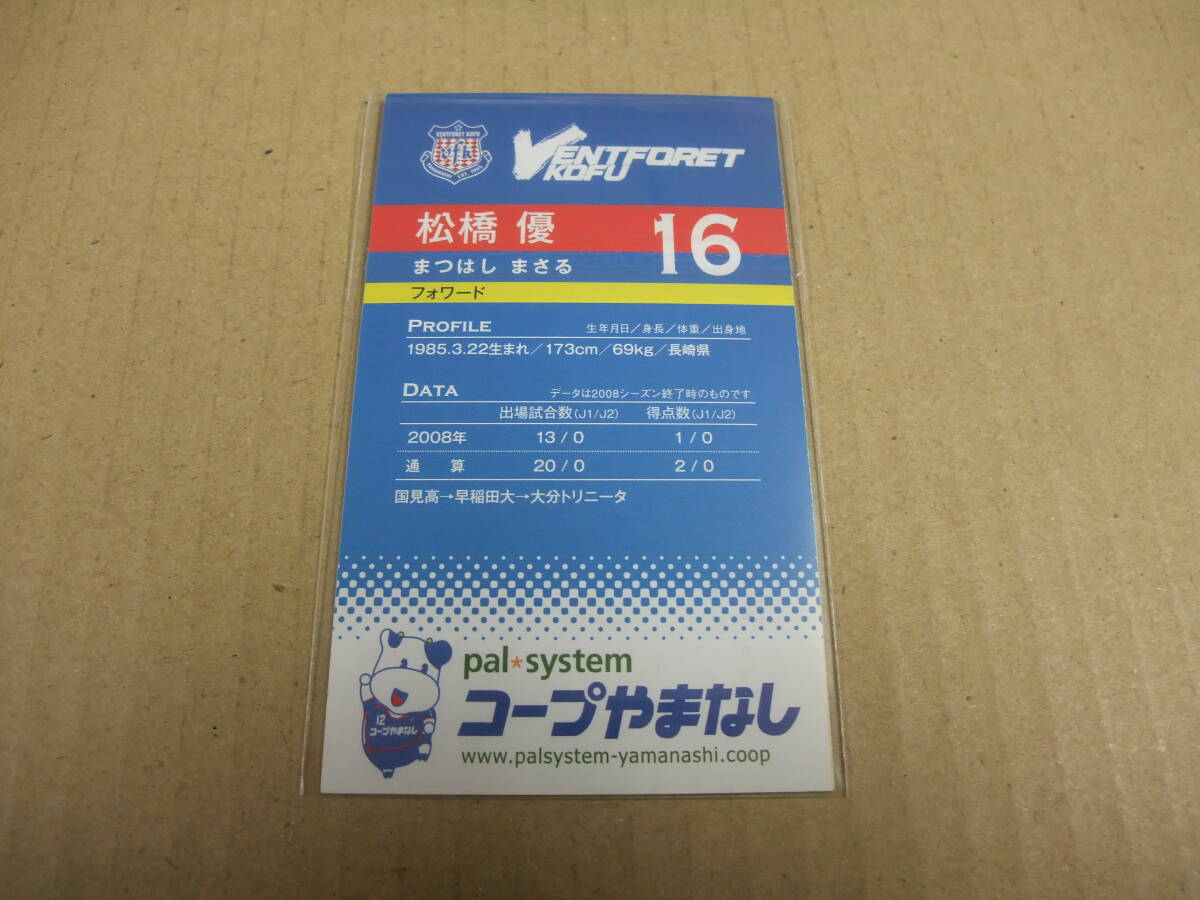 VENTFORET KOFU
vfk
VENTFORET
KOFU
松橋 優
16
まつはし まさる
フォワード
PROFILE 生年月日／身長／体重／出身地
1985.3.22生まれ／173cm／69kg／長崎県
DATA データは2008シーズン終了時のものです
出場試合数(J1/J2) 得点数(J1/J2)
2008年 13 / 0 1 / 0
通 算 20 / 0 2 / 0
国見高→早稲田大→大分トリニータ
pal*system
コープやまなし
12
コープやまなし
www.palsystem-yamanashi.coop